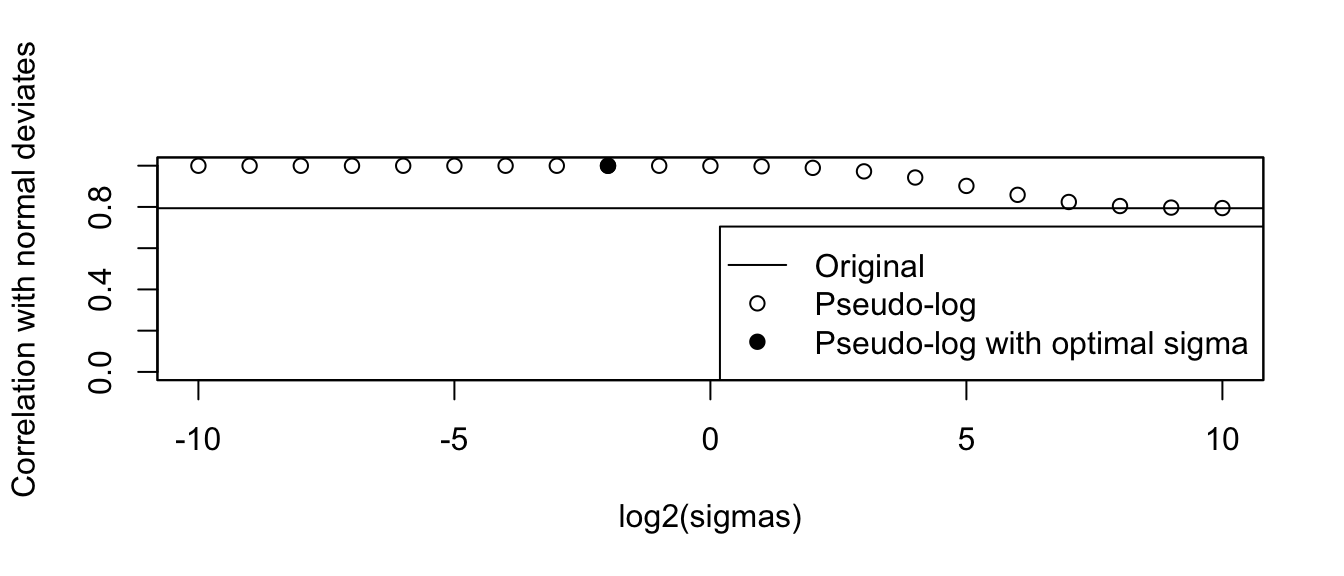 Correlation with normal deviates
0.8
0.4
0.0
Original
Pseudo-log
Pseudo-log with optimal sigma
-10 -5 0 5 10
log2(sigmas)